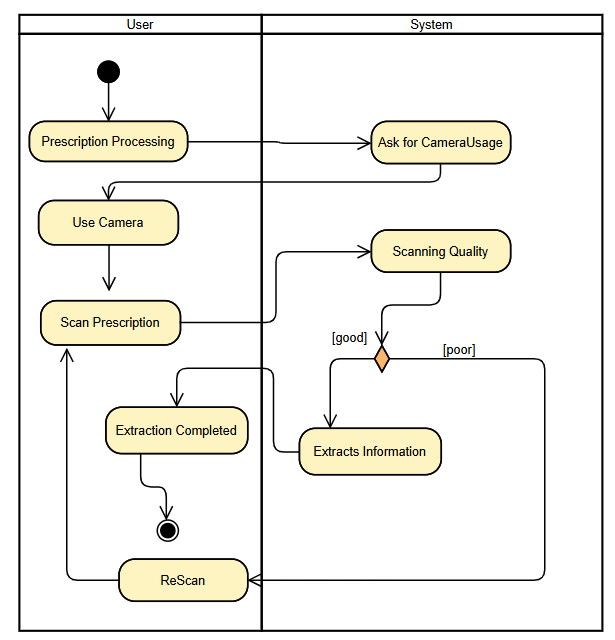 User
System
Prescription Processing
Ask for CameraUsage
Use Camera
Scanning Quality
Scan Prescription
[good]
[poor]
Extraction Completed
Extracts Information
ReScan